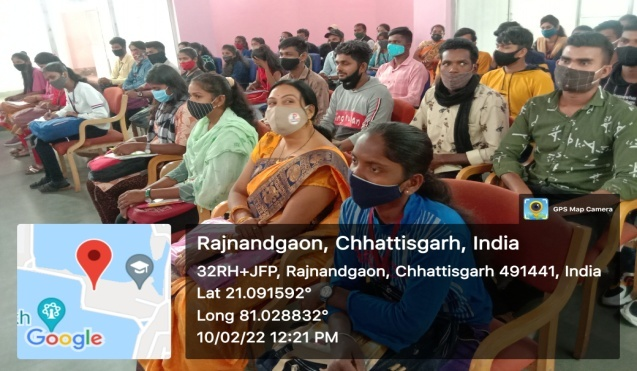 GPS Map Camera
Rajnandgaon, Chhattisgarh, India
32RH+JFP, Rajnandgaon, Chhattisgarh 491441, India
Lat 21.091592°
Long 81.028832°
10/02/22 12:21 PM
Google